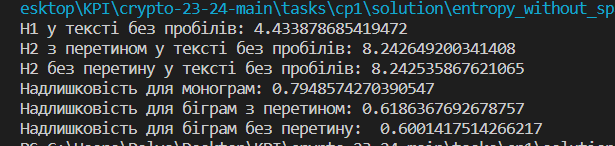 esktop\KPI\crypto-23-24-main\tasks\cp1\solution\entropy_without_sp
H1 у тексті без пробілів: 4.433878685419472
H2 з перетином у тексті без пробілів: 8.242649200341408
H2 без перетину у тексті без пробілів: 8.242535867621065
Надлишковість для монограм: 0.7948574270390547
Надлишковість для біграм з перетином: 0.6186367692678757
Надлишковість для біграм без перетину:  0.6001417514266217